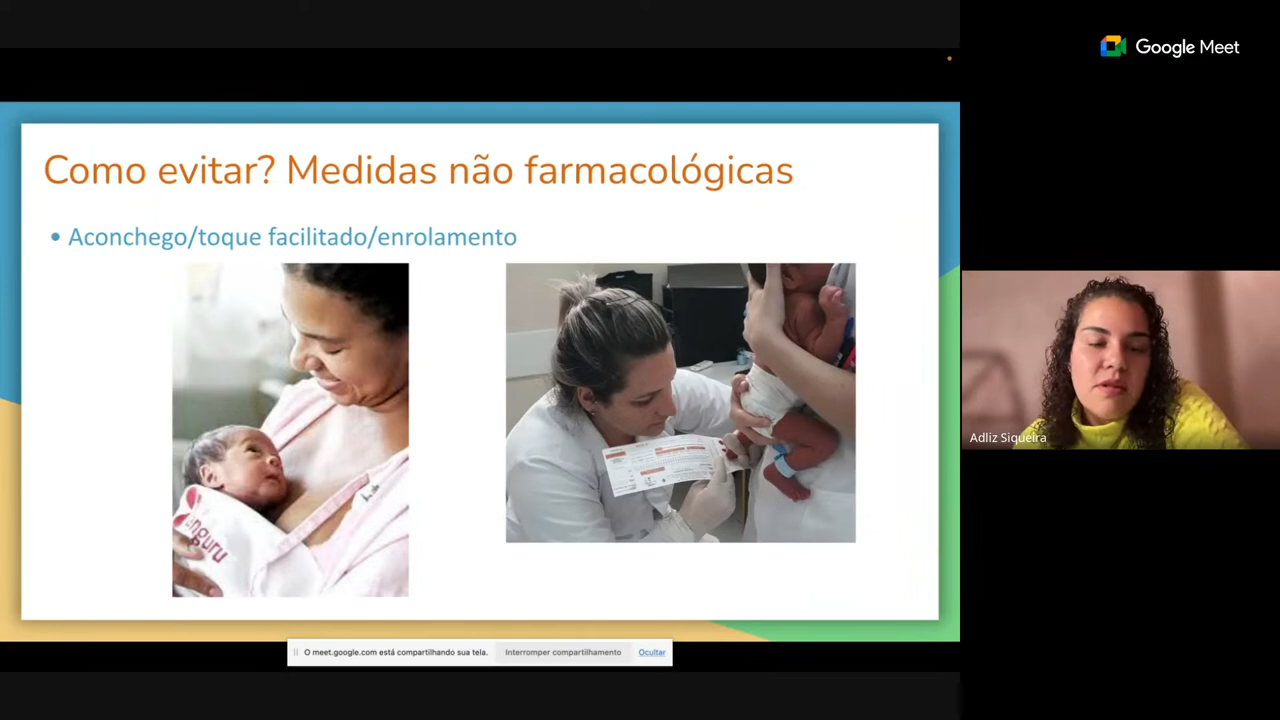 Google Meet
Como evitar? Medidas não farmacológicas
• Aconchego/toque facilitado/enrolamento
anguru
Adliz Siqueira
O meet.google.com está compartilhando sua tela.
Interromper compartilhamento
Ocultar